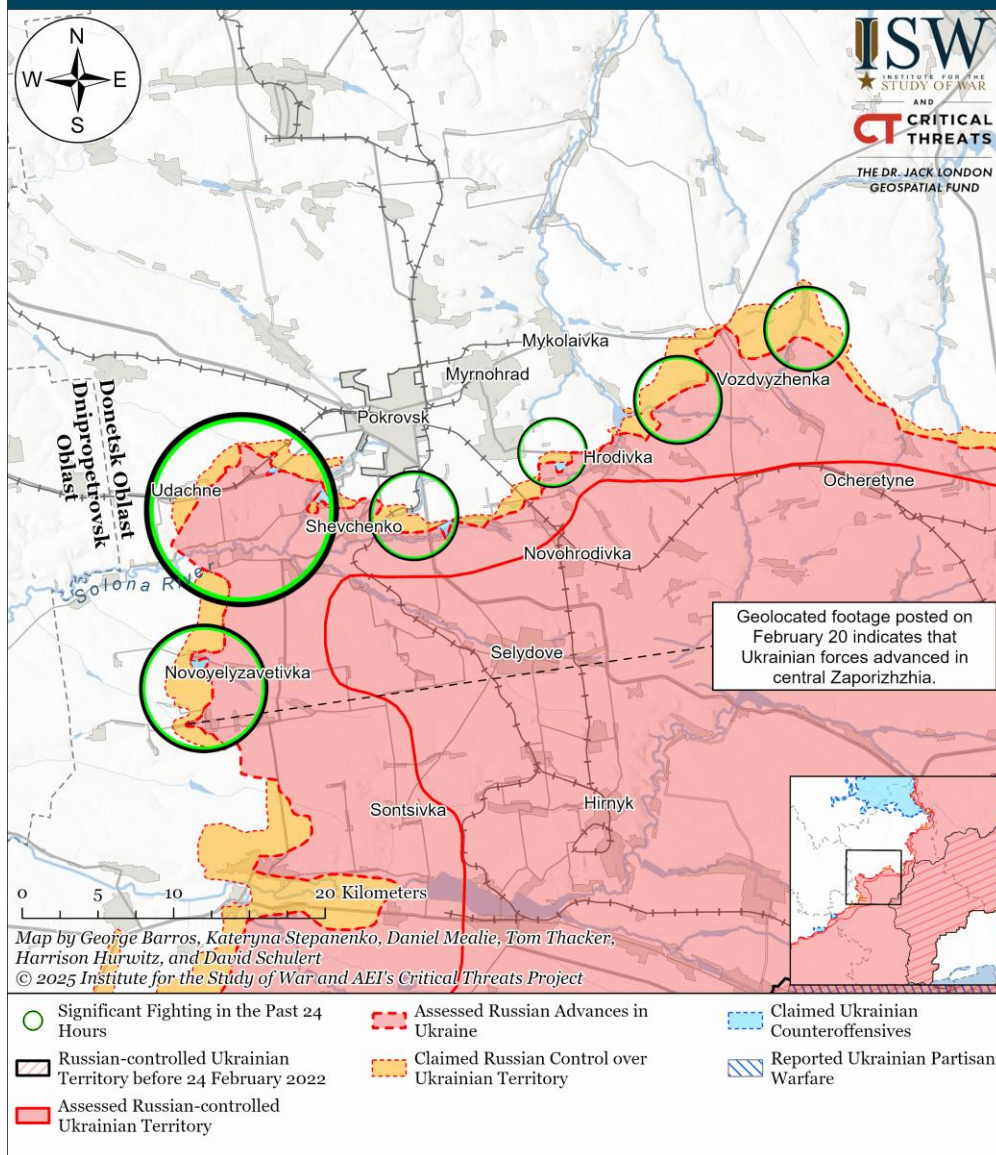 N
W
E
S
ISW
INSTITUTE FOR THE
STUDY OF WAR
AND
CT CRITICAL
THREATS
THE DR. JACK LONDON
GEOSPATIAL FUND
Mykolaivka
Myrnohrad
Vozdvyzhenka
Pokrovsk
Donetsk Oblast
Dnipropetrovsk
Oblast
Hrodivka
Udachne
Ocheretyne
Shevchenko
Novohrodivka
Solona River
Geolocated footage posted on
February 20 indicates that
Ukrainian forces advanced in
central Zaporizhzhia.
Selydove
Novoyelyzavetivka
Sontsivka
Hirnyk
0 5 10 20 Kilometers
Map by George Barros, Kateryna Stepanenko, Daniel Mealie, Tom Thacker,
Harrison Hurwitz, and David Schulert
© 2025 Institute for the Study of War and AEI's Critical Threats Project
Significant Fighting in the Past 24
Hours
Russian-controlled Ukrainian
Territory before 24 February 2022
Assessed Russian-controlled
Ukrainian Territory
Assessed Russian Advances in
Ukraine
Claimed Russian Control over
Ukrainian Territory
Claimed Ukrainian
Counteroffensives
Reported Ukrainian Partisan
Warfare